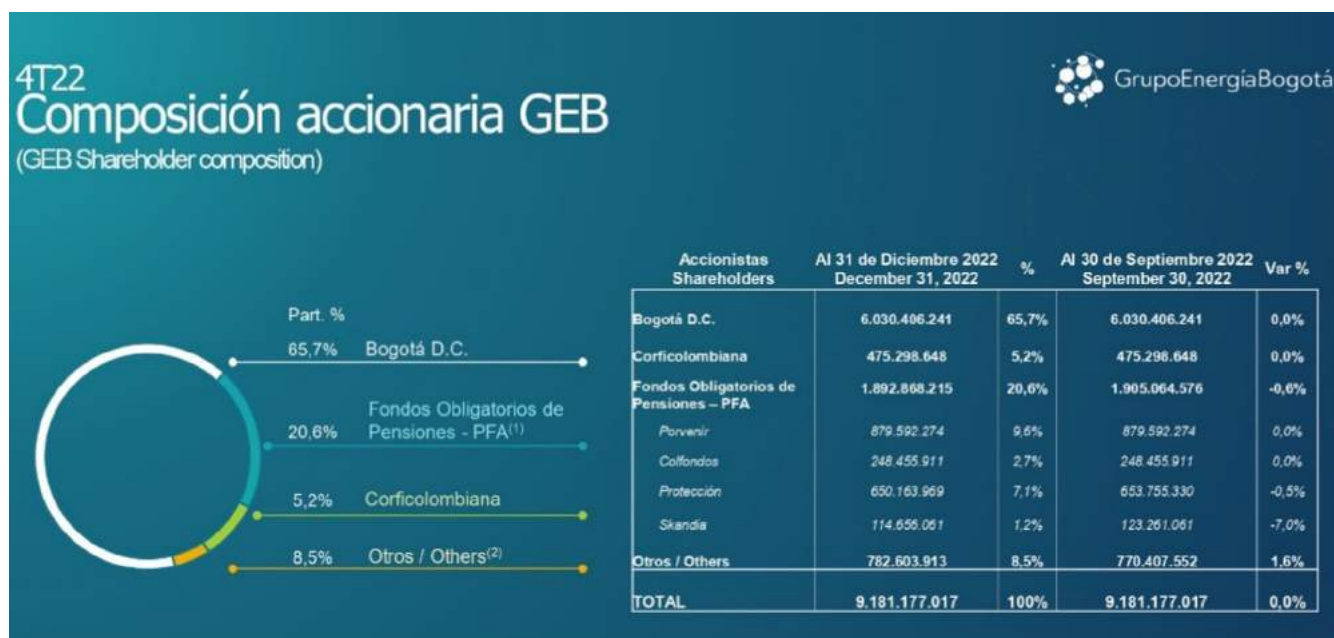 4T22
Composición accionaria GEB
(GEB Shareholder composition)
GrupoEnergíaBogotá
Part. %
65,7% Bogotá D.C.
20,6% Fondos Obligatorios de
Pensiones - PFA(1)
5,2% Corficolombiana
8,5% Otros / Others(2)
Accionistas
Shareholders
Al 31 de Diciembre 2022
December 31, 2022
%
Al 30 de Septiembre 2022
September 30, 2022
Var %
Bogotá D.C. 6.030.406.241 65,7% 6.030.406.241 0,0%
Corficolombiana 475.298.648 5,2% 475.298.648 0,0%
Fondos Obligatorios de
Pensiones – PFA
1.892.868.215 20,6% 1.905.064.576 -0,6%
Porvenir 879.592.274 9,6% 879.592.274 0,0%
Colfondos 248.455.911 2,7% 248.455.911 0,0%
Protección 650.163.969 7,1% 653.755.330 -0,5%
Skandia 114.656.061 1,2% 123.261.061 -7,0%
Otros / Others 782.603.913 8,5% 770.407.552 1,6%
TOTAL 9.181.177.017 100% 9.181.177.017 0,0%